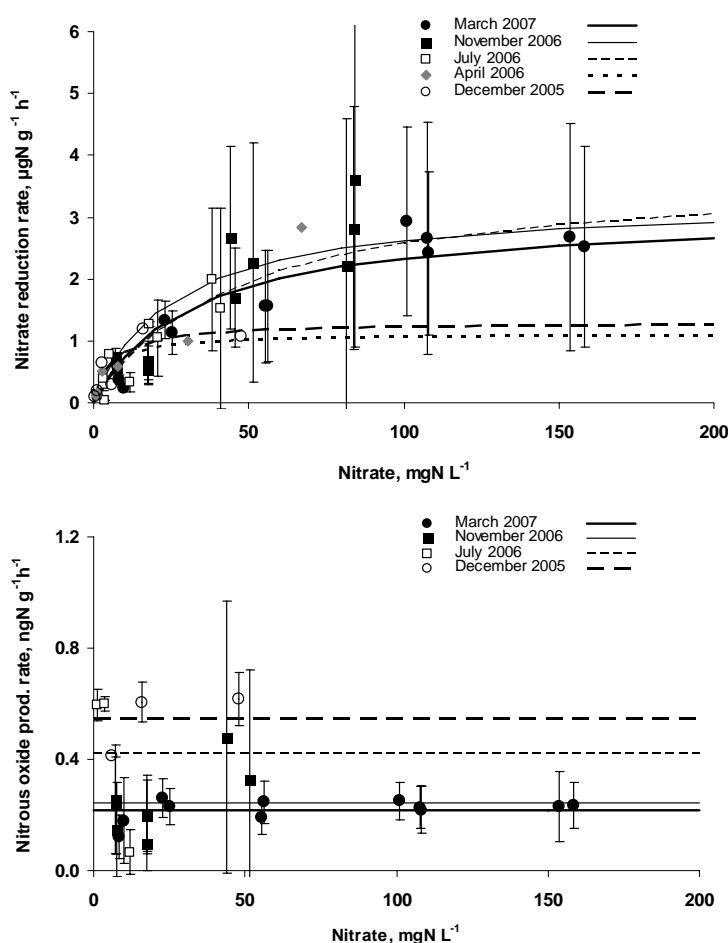 6
5
4
3
2
1
0
Nitrate reduction rate, µgN g⁻¹ h⁻¹
March 2007
November 2006
July 2006
April 2006
December 2005
0 50 100 150 200
Nitrate, mgN L⁻¹
1.2
0.8
0.4
0.0
Nitrous oxide prod. rate, ngN g⁻¹h⁻¹
March 2007
November 2006
July 2006
December 2005
0 50 100 150 200
Nitrate, mgN L⁻¹